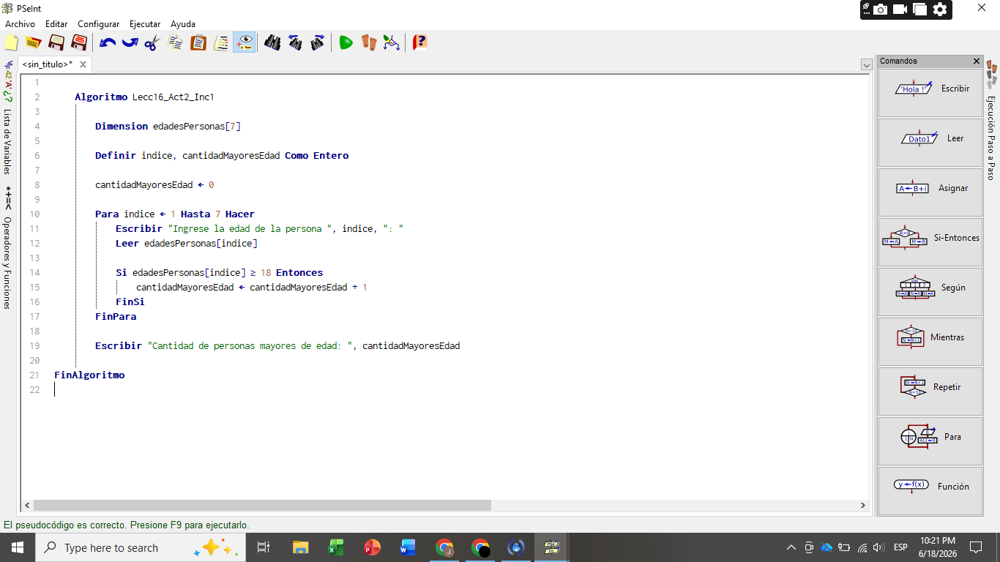 PSeInt
Archivo Editar Configurar Ejecutar Ayuda
<sin_titulo>*
Lista de Variables
Operadores y Funciones
1
2 Algoritmo Lecc16_Act2_Inc1
3
4 Dimension edadesPersonas[7]
5
6 Definir indice, cantidadMayoresEdad Como Entero
7
8 cantidadMayoresEdad ← 0
9
10 Para indice ← 1 Hasta 7 Hacer
11 Escribir "Ingrese la edad de la persona ", indice, ": "
12 Leer edadesPersonas[indice]
13
14 Si edadesPersonas[indice] ≥ 18 Entonces
15 cantidadMayoresEdad ← cantidadMayoresEdad + 1
16 FinSi
17 FinPara
18
19 Escribir "Cantidad de personas mayores de edad: ", cantidadMayoresEdad
20
21 FinAlgoritmo
22
Comandos
'Hola !' Escribir
Dato1 Leer
A←B+i Asignar
A>B M←A M←B Si-Entonces
Según
Mientras
Repetir
Para
y←f(x) Función
Ejecución Paso a Paso
El pseudocódigo es correcto. Presione F9 para ejecutarlo.
Type here to search
ESP
10:21 PM
6/18/2026